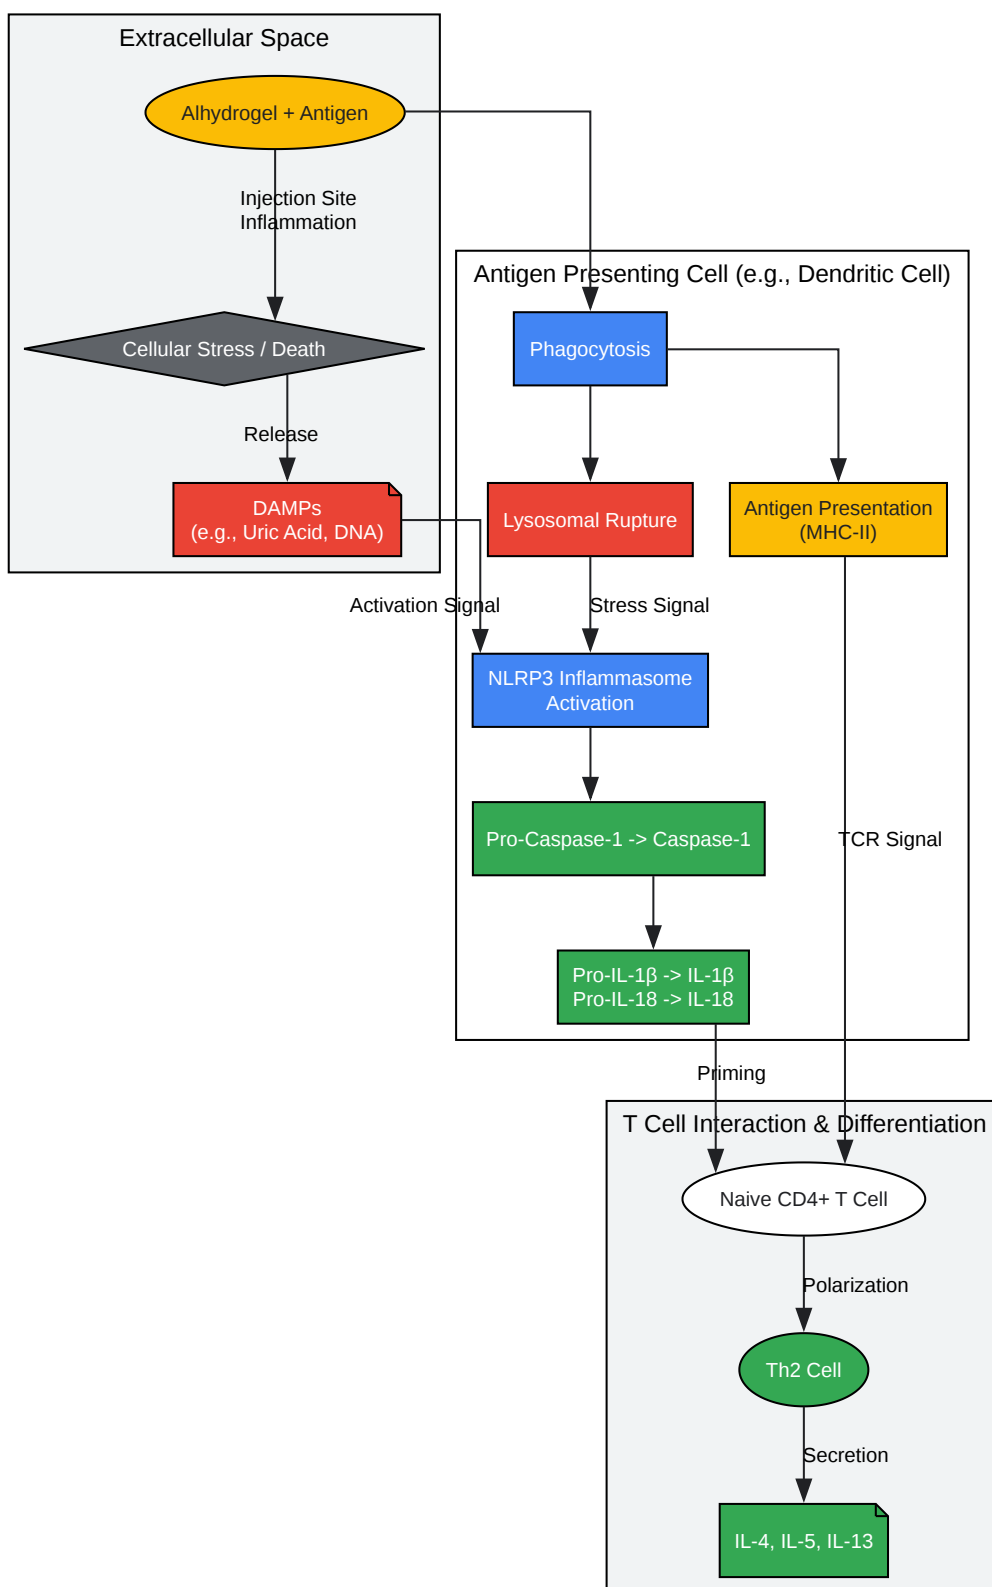 Extracellular Space
Alhydrogel + Antigen
Injection Site
Inflammation
Cellular Stress / Death
Release
DAMPs
(e.g., Uric Acid, DNA)
Activation Signal
Antigen Presenting Cell (e.g., Dendritic Cell)
Phagocytosis
Lysosomal Rupture
Antigen Presentation
(MHC-II)
Stress Signal
NLRP3 Inflammasome
Activation
Pro-Caspase-1 -> Caspase-1
TCR Signal
Pro-IL-1β -> IL-1β
Pro-IL-18 -> IL-18
Priming
T Cell Interaction & Differentiation
Naive CD4+ T Cell
Polarization
Th2 Cell
Secretion
IL-4, IL-5, IL-13